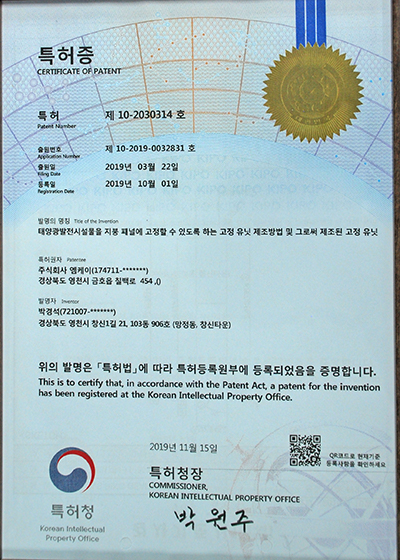 특허증
CERTIFICATE OF PATENT
특허 제 10-2030314 호
Patent Number
출원번호 제 10-2019-0032831 호
Application Number
출원일 2019년 03월 22일
Filing Date
등록일 2019년 10월 01일
Registration Date
발명의 명칭 Title of the Invention
태양광발전시설물을 지붕 패널에 고정할 수 있도록 하는 고정 유닛 제조방법 및 그로써 제조된 고정 유닛
특허권자 Patentee
주식회사 엠케이(174711-*******)
경상북도 영천시 금호읍 칠백로 454 ,()
발명자 Inventor
박경석(721007-*******)
경상북도 영천시 창신1길 21, 103동 906호 (망정동, 창신타운)
위의 발명은 「특허법」에 따라 특허등록원부에 등록되었음을 증명합니다.
This is to certify that, in accordance with the Patent Act, a patent for the invention
has been registered at the Korean Intellectual Property Office.
2019년 11월 15일
QR코드로 현재기준
등록사항을 확인하세요
특허청장
COMMISSIONER,
KOREAN INTELLECTUAL PROPERTY OFFICE
박원주
특허청
Korean Intellectual
Property Office